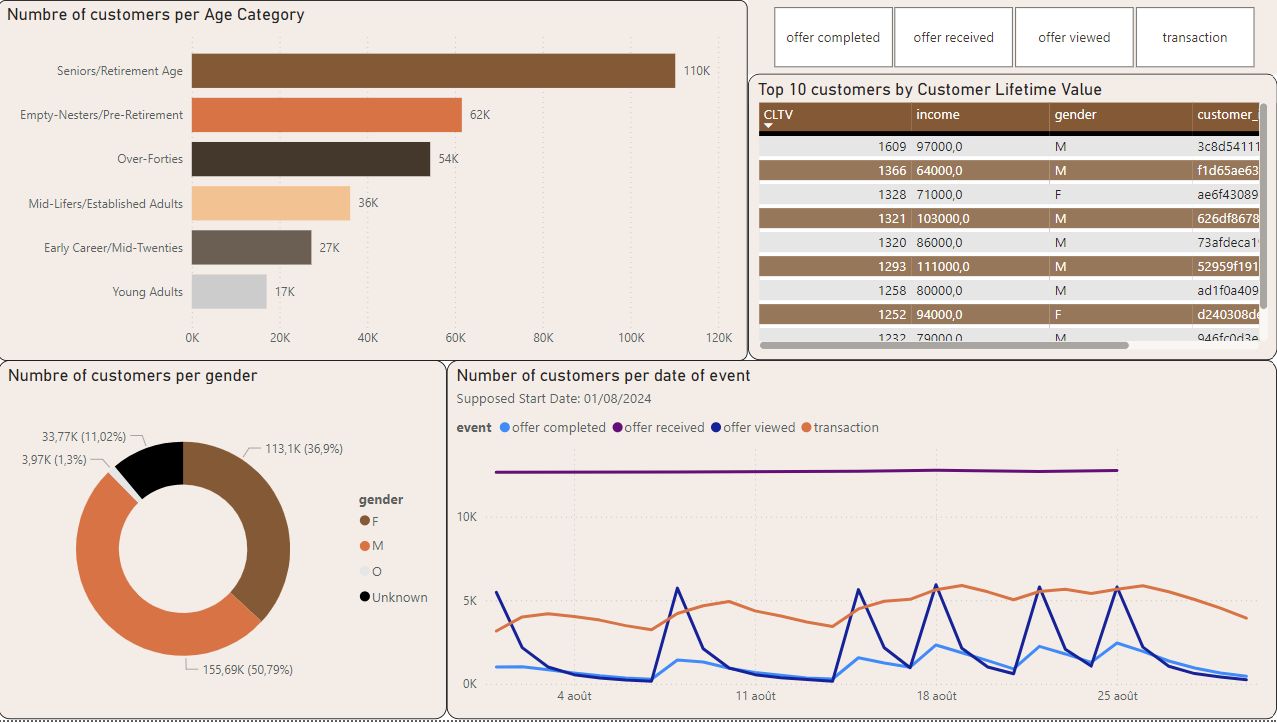 Numbre of customers per Age Category
Seniors/Retirement Age
110K
Empty-Nesters/Pre-Retirement
62K
Over-Forties
54K
Mid-Lifers/Established Adults
36K
Early Career/Mid-Twenties
27K
Young Adults
17K
0K 20K 40K 60K 80K 100K 120K
offer completed offer received offer viewed transaction
Top 10 customers by Customer Lifetime Value
CLTV income gender customer_
1609 97000,0 M 3c8d54111
1366 64000,0 M f1d65ae63
1328 71000,0 F ae6f43089
1321 103000,0 M 626df8678
1320 86000,0 M 73afdeca1
1293 111000,0 M 52959f191
1258 80000,0 M ad1f0a409
1252 94000,0 F d240308de
1232 79000,0 M 946fc0d3e
Numbre of customers per gender
33,77K (11,02%)
3,97K (1,3%)
113,1K (36,9%)
155,69K (50,79%)
gender
F
M
O
Unknown
Number of customers per date of event
Supposed Start Date: 01/08/2024
event offer completed offer received offer viewed transaction
10K
5K
0K
4 août 11 août 18 août 25 août